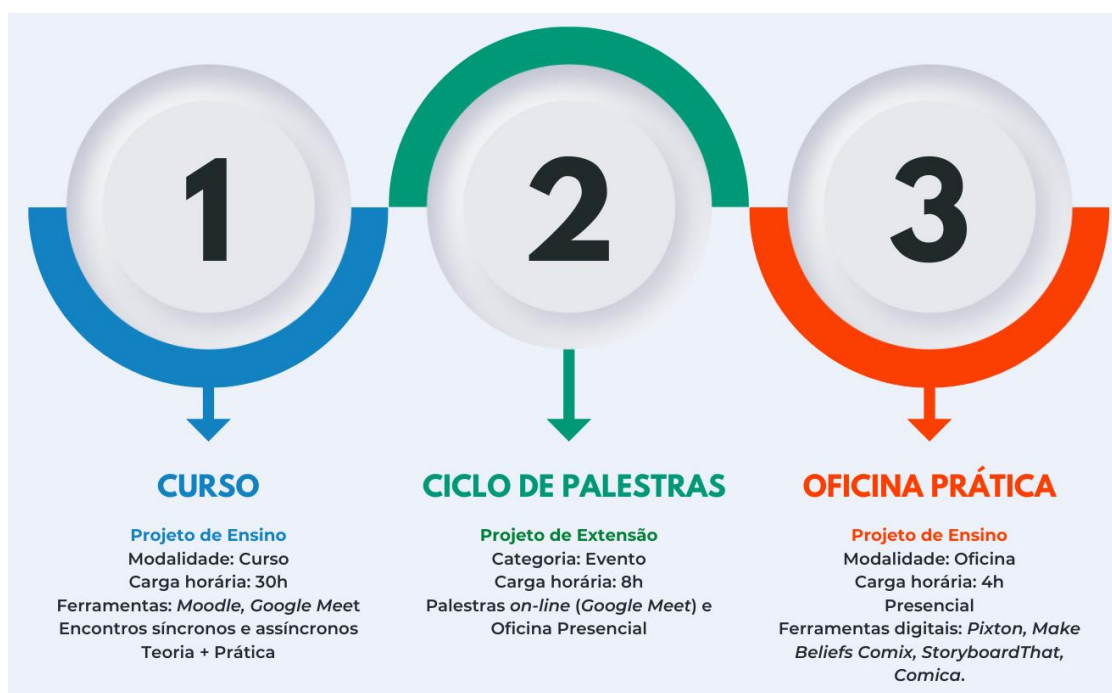 1
CURSO
Projeto de Ensino
Modalidade: Curso
Carga horária: 30h
Ferramentas: Moodle, Google Meet
Encontros síncronos e assíncronos
Teoria + Prática
2
CICLO DE PALESTRAS
Projeto de Extensão
Categoria: Evento
Carga horária: 8h
Palestras on-line (Google Meet) e
Oficina Presencial
3
OFICINA PRÁTICA
Projeto de Ensino
Modalidade: Oficina
Carga horária: 4h
Presencial
Ferramentas digitais: Pixton, Make
Beliefs Comix, StoryboardThat,
Comica.